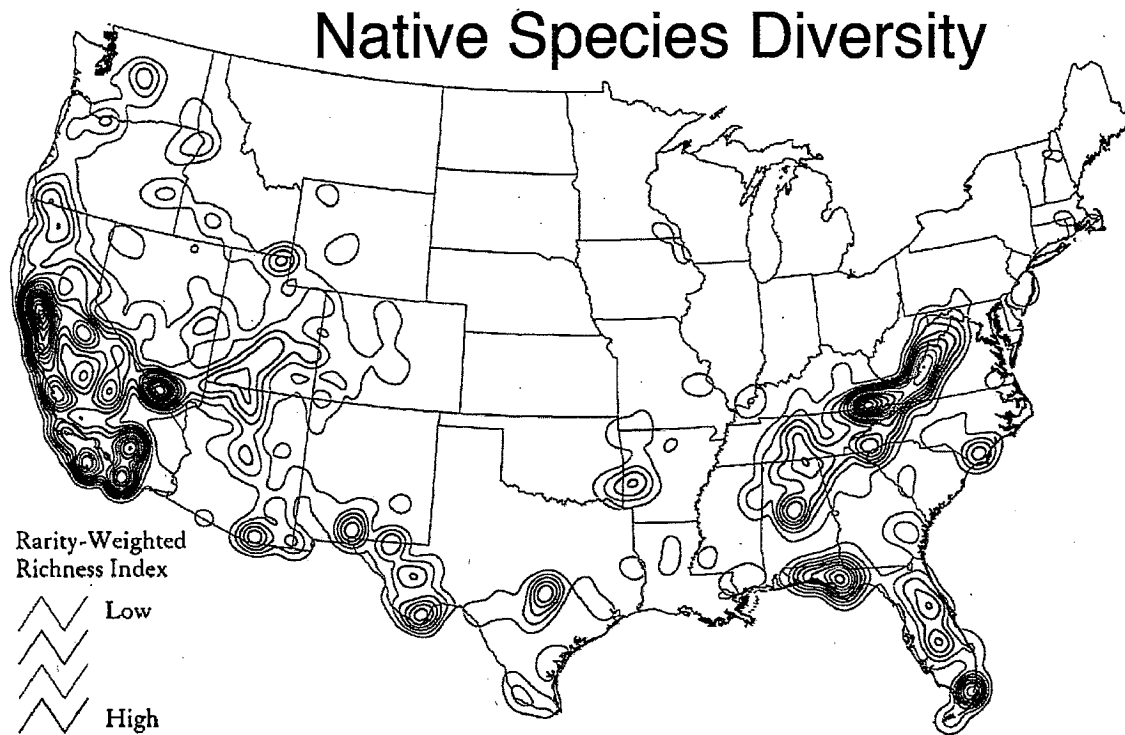 Native Species Diversity
Rarity-Weighted
Richness Index
Low
High